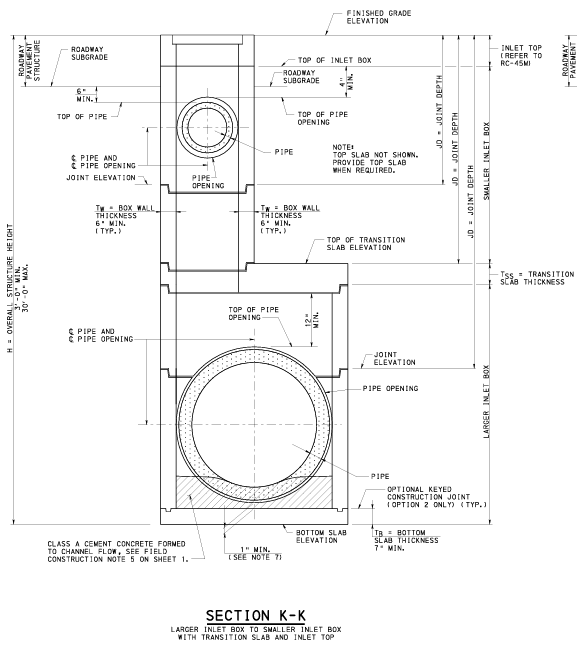 FINISHED GRADE
ELEVATION
ROADWAY
PAVEMENT
STRUCTURE
ROADWAY
SUBGRADE
TOP OF INLET BOX
INLET TOP
(REFER TO
RC-45M)
ROADWAY
PAVEMENT
ROADWAY
SUBGRADE
6"
MIN.
4"
MIN.
TOP OF PIPE
TOP OF PIPE
OPENING
JD = JOINT DEPTH
JD = JOINT DEPTH
JD = JOINT DEPTH
SMALLER INLET BOX
PIPE
NOTE:
TOP SLAB NOT SHOWN.
PROVIDE TOP SLAB
WHEN REQUIRED.
℄ PIPE AND
℄ PIPE OPENING
PIPE
OPENING
JOINT ELEVATION
TW = BOX WALL
THICKNESS
6" MIN.
(TYP.)
TW = BOX WALL
THICKNESS
6" MIN.
(TYP.)
TOP OF TRANSITION
SLAB ELEVATION
TSS = TRANSITION
SLAB THICKNESS
H = OVERALL STRUCTURE HEIGHT
3'-0" MIN.
30'-0" MAX.
TOP OF PIPE
OPENING
12"
MIN.
℄ PIPE AND
℄ PIPE OPENING
JOINT
ELEVATION
PIPE OPENING
LARGER INLET BOX
PIPE
OPTIONAL KEYED
CONSTRUCTION JOINT
(OPTION 2 ONLY) (TYP.)
BOTTOM SLAB
ELEVATION
TB = BOTTOM
SLAB THICKNESS
7" MIN.
CLASS A CEMENT CONCRETE FORMED
TO CHANNEL FLOW, SEE FIELD
CONSTRUCTION NOTE 5 ON SHEET 1.
1" MIN.
(SEE NOTE 7)
SECTION K-K
LARGER INLET BOX TO SMALLER INLET BOX
WITH TRANSITION SLAB AND INLET TOP